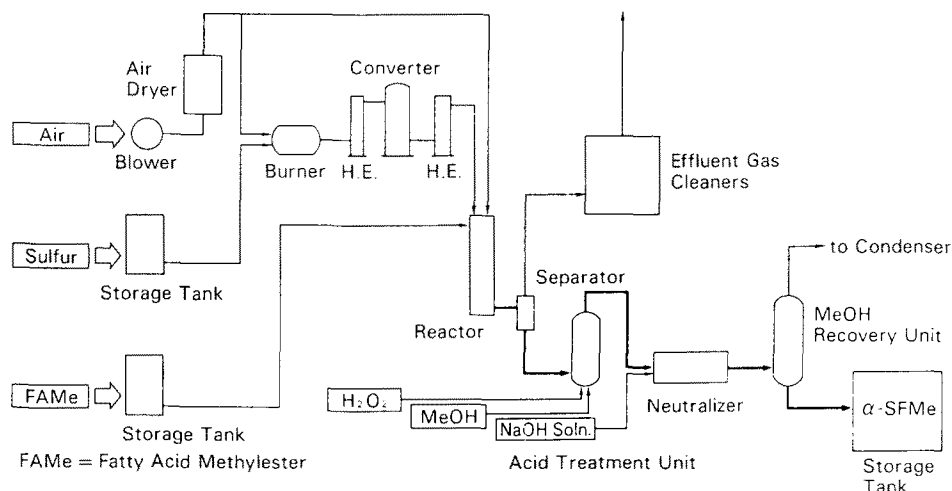 Air
Dryer
Converter
Air
Blower
Burner
H.E.
H.E.
Effluent Gas
Cleaners
Sulfur
Storage Tank
to Condenser
Separator
Reactor
MeOH
Recovery Unit
FAMe
Storage Tank
H₂O₂
MeOH
NaOH Soln.
Neutralizer
α-SFMe
Acid Treatment Unit
Storage
Tank
FAMe = Fatty Acid Methylester